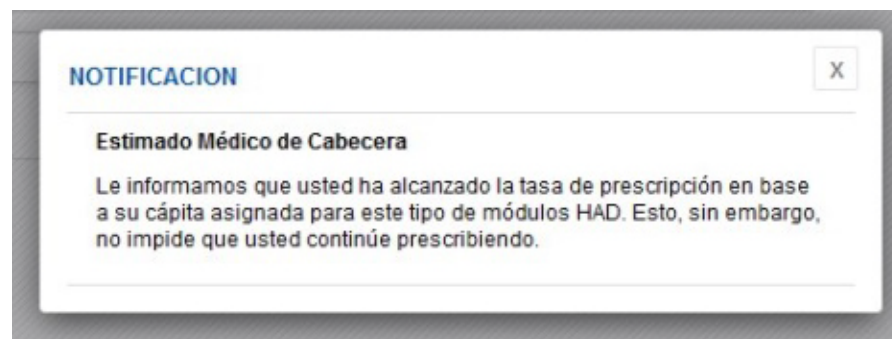 NOTIFICACION
X
Estimado Médico de Cabecera
Le informamos que usted ha alcanzado la tasa de prescripción en base
a su cápita asignada para este tipo de módulos HAD. Esto, sin embargo,
no impide que usted continúe prescribiendo.